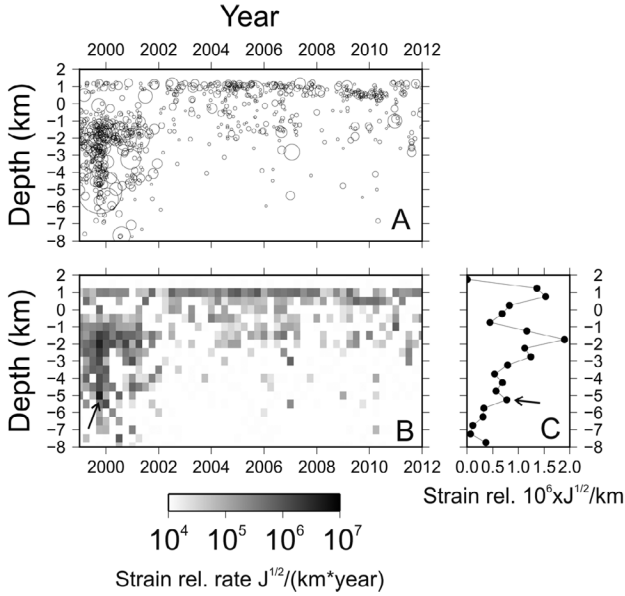 Year
2000 2002 2004 2006 2008 2010 2012
Depth (km)
2
1
0
−1
−2
−3
−4
−5
−6
−7
−8
A
Depth (km)
2
1
0
−1
−2
−3
−4
−5
−6
−7
−8
B
2000 2002 2004 2006 2008 2010 2012
2
1
0
−1
−2
−3
−4
−5
−6
−7
−8
C
0.0 0.5 1.0 1.5 2.0
Strain rel. 10⁶xJ¹/²/km
10⁴ 10⁵ 10⁶ 10⁷
Strain rel. rate J¹/²/(km*year)